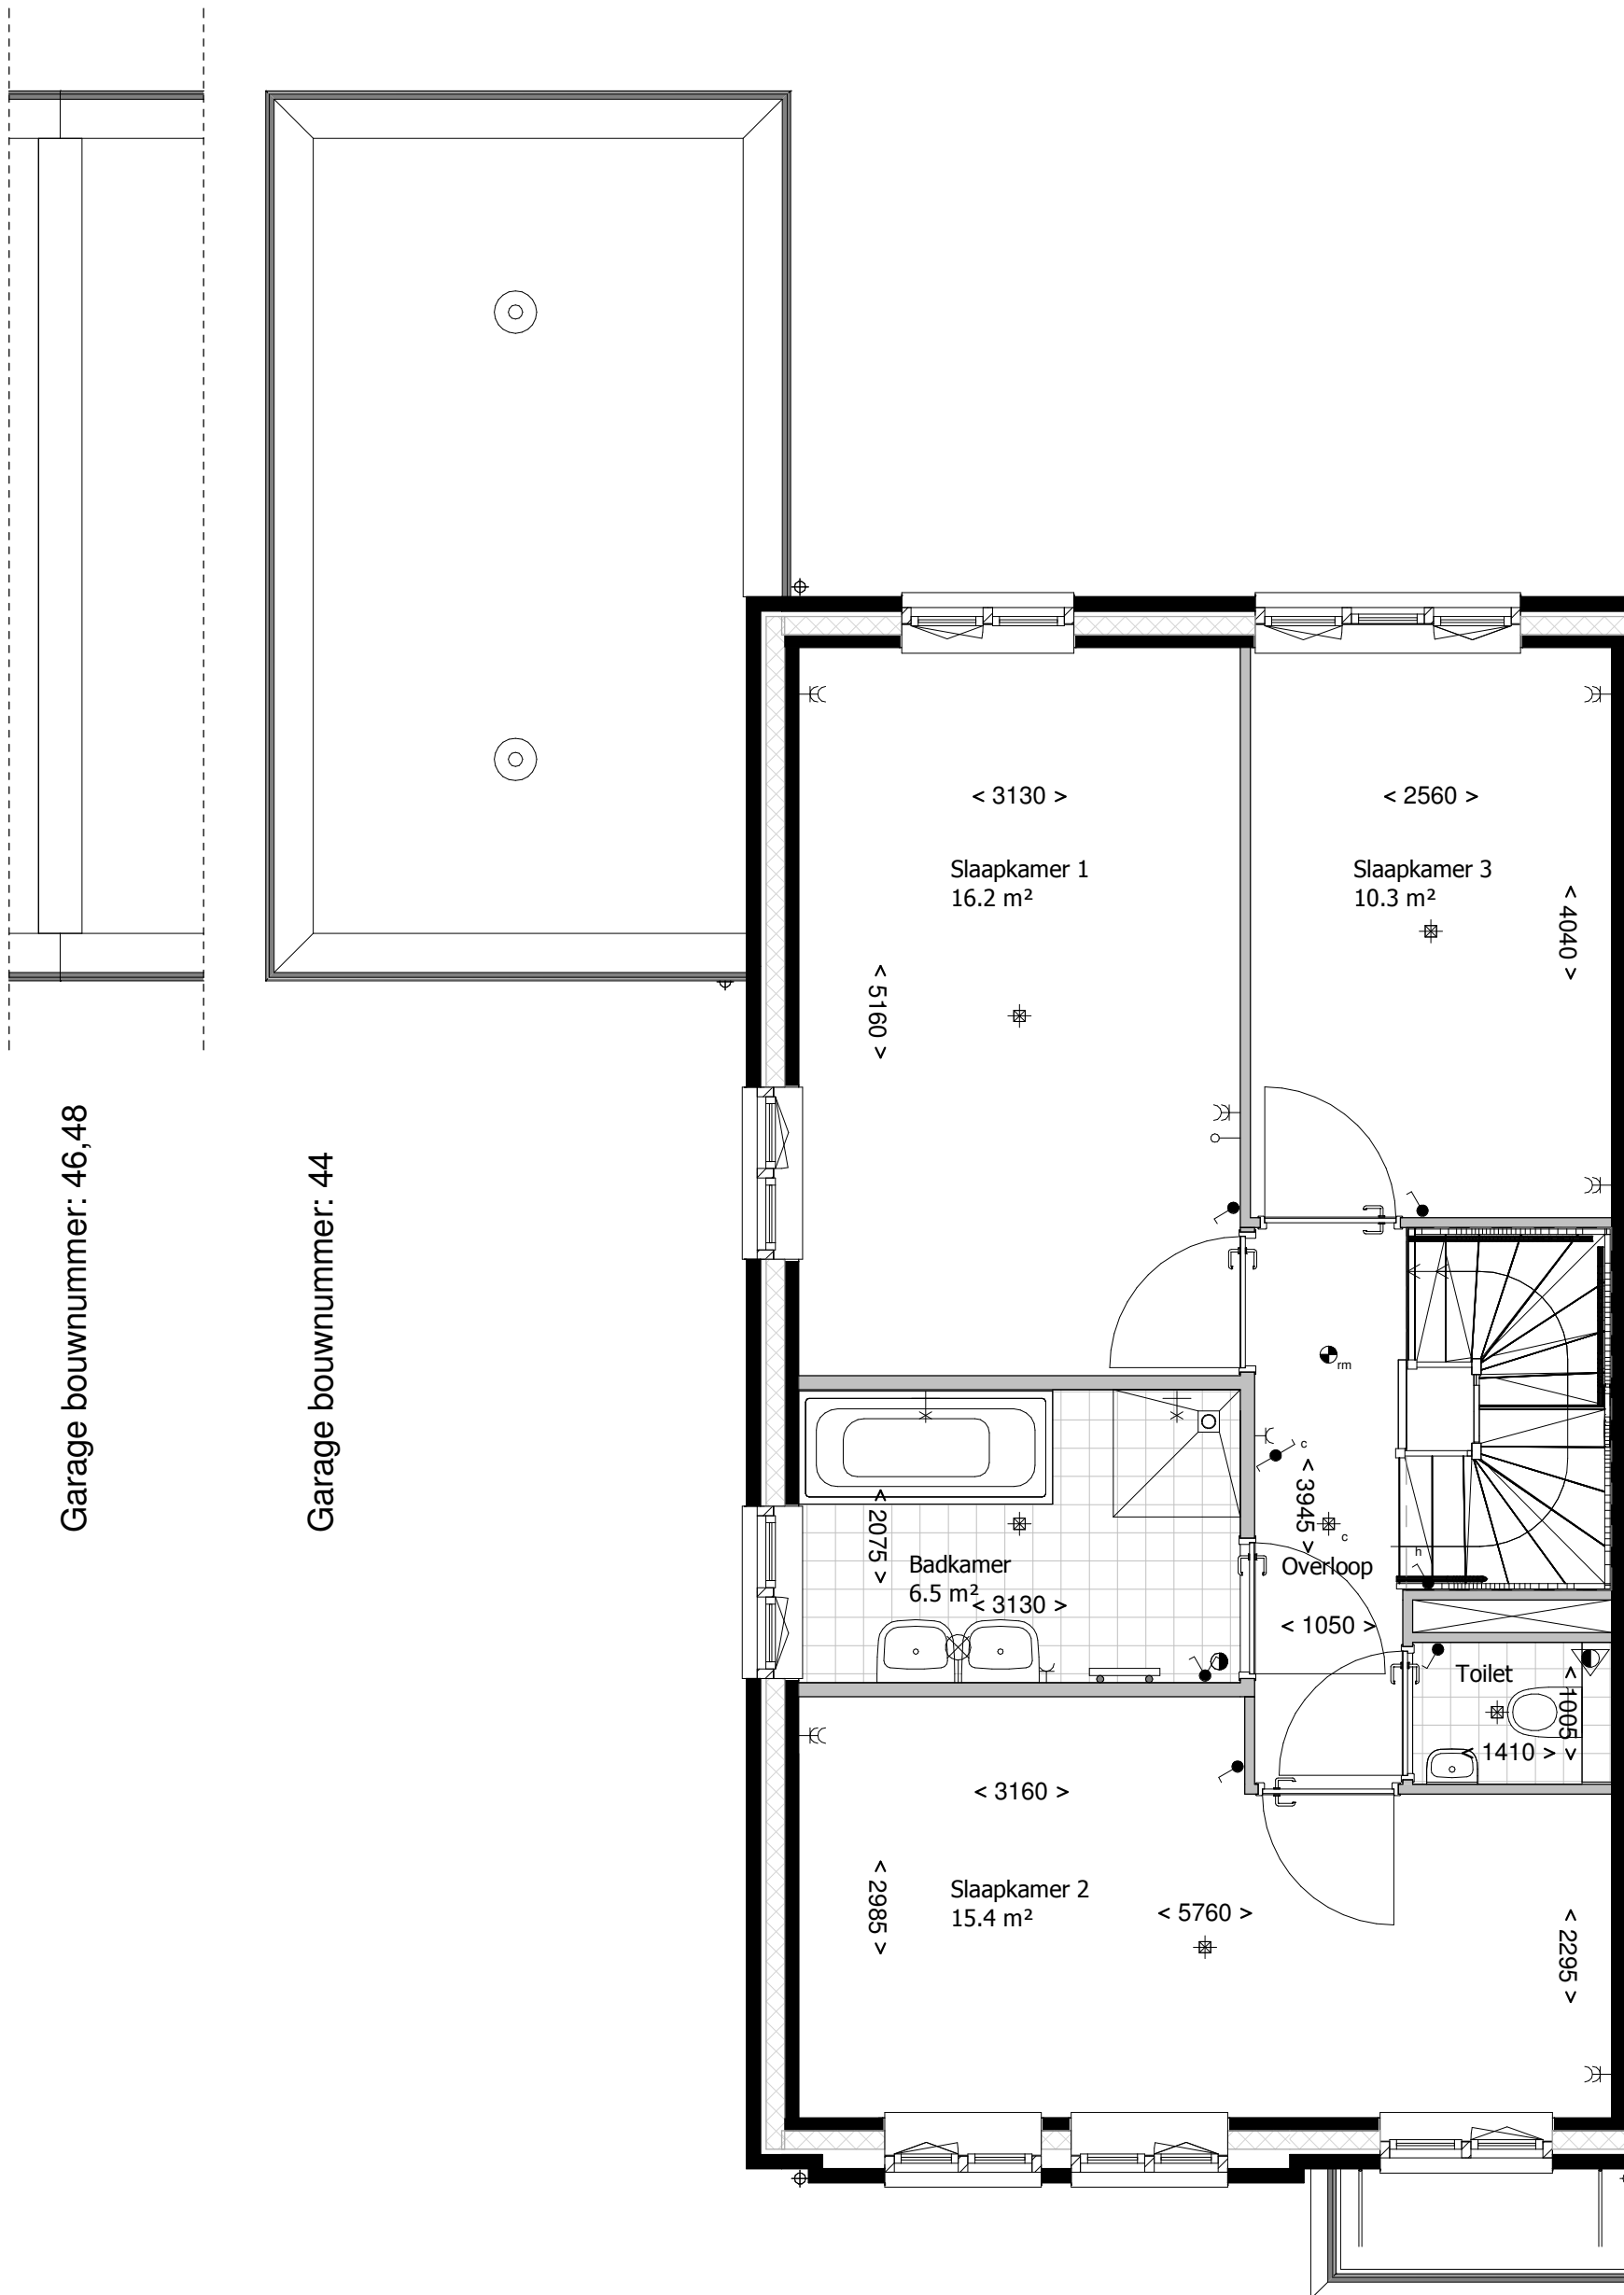 Garage bouwnummer: 46,48
Garage bouwnummer: 44
< 3130 >
< 2560 >
Slaapkamer 1
16.2 m²
Slaapkamer 3
10.3 m²
< 4040 >
< 5160 >
rm
c
< 3945 >
< 2075 >
c
h
Badkamer
6.5 m²
< 3130 >
Overloop
< 1050 >
Toilet
< 1005 >
< 1410 >
< 3160 >
< 2985 >
Slaapkamer 2
15.4 m²
< 5760 >
< 2295 >